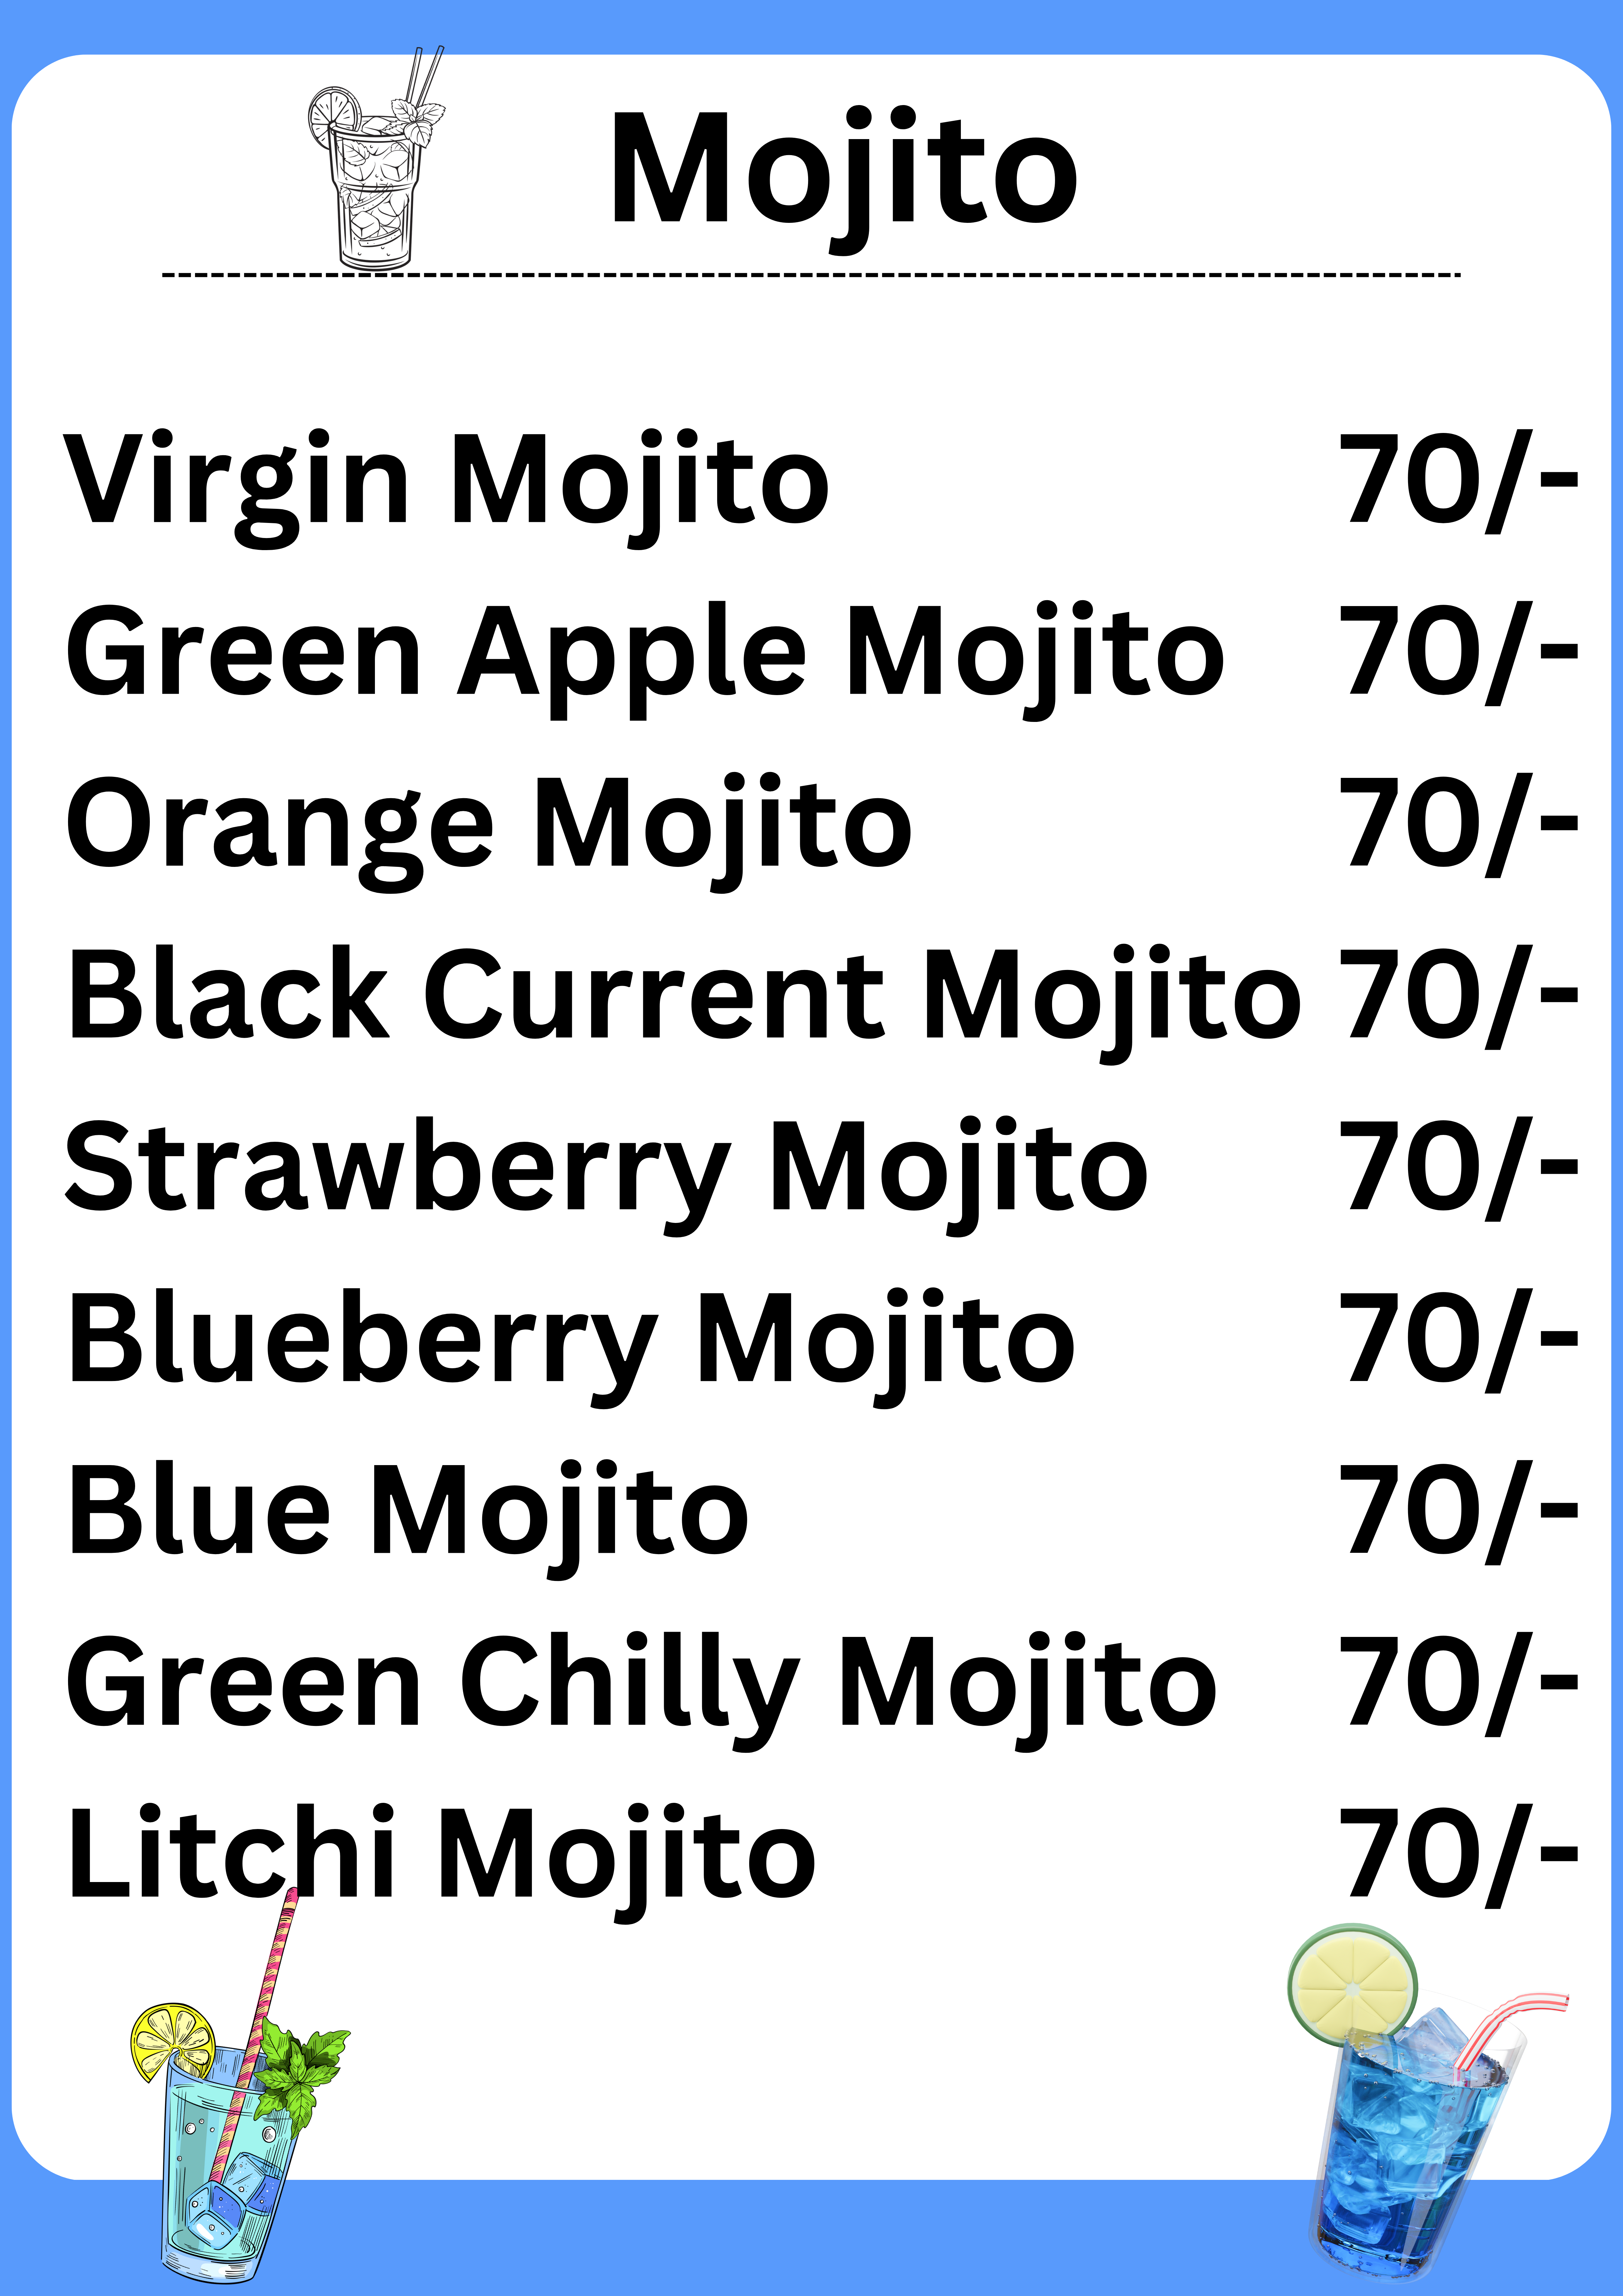 Mojito
Virgin Mojito 70/-
Green Apple Mojito 70/-
Orange Mojito 70/-
Black Current Mojito 70/-
Strawberry Mojito 70/-
Blueberry Mojito 70/-
Blue Mojito 70/-
Green Chilly Mojito 70/-
Litchi Mojito 70/-